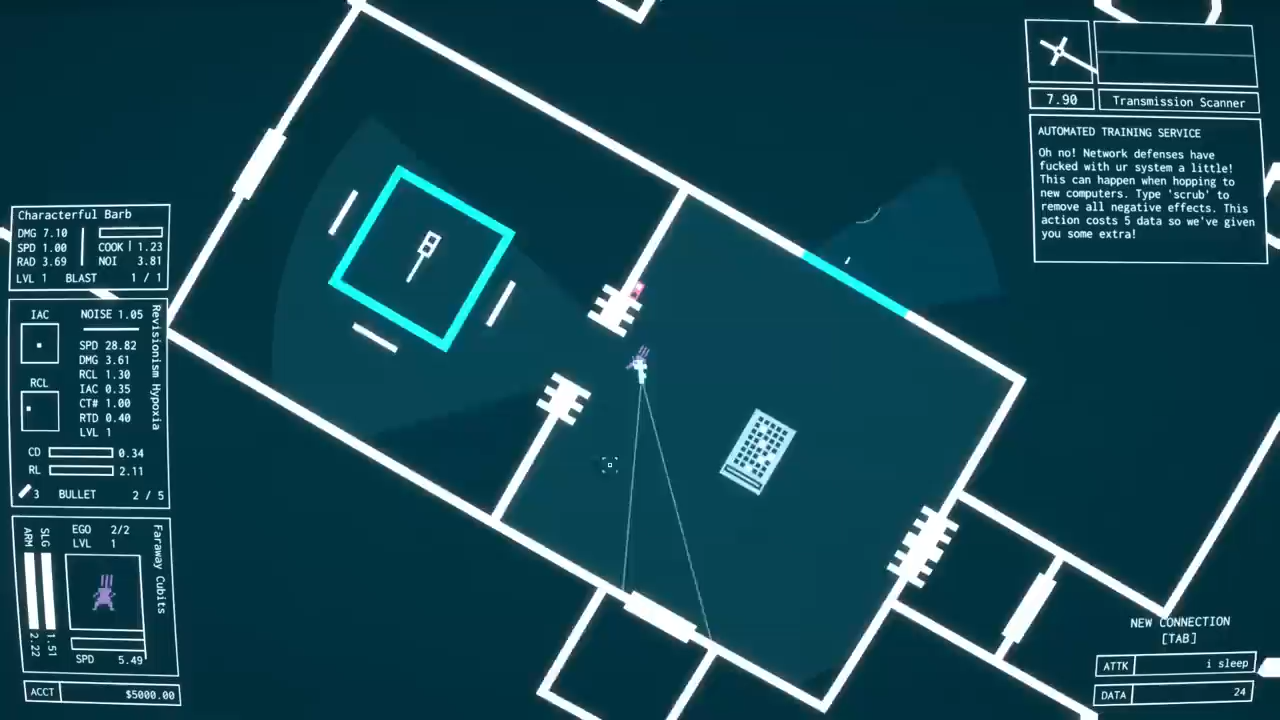 Characterful Barb
DMG 7.10
SPD 1.00
RAD 3.69
COOK 1.23
NOI 3.81
LVL 1 BLAST 1 / 1
IAC
RCL
NOISE 1.05
SPD 28.82
DMG 3.61
RCL 1.30
IAC 0.35
CT# 1.00
RTD 0.40
LVL 1
Revisionism Hypoxia
CD 0.34
RL 2.11
3 BULLET 2 / 5
ARM
SLG
EGO 2/2
LVL 1
Faraway Cubits
2.22
1.51
SPD 5.49
ACCT $5000.00
7.90 Transmission Scanner
AUTOMATED TRAINING SERVICE
Oh no! Network defenses have
fucked with ur system a little!
This can happen when hopping to
new computers. Type 'scrub' to
remove all negative effects. This
action costs 5 data so we've given
you some extra!
NEW CONNECTION
[TAB]
ATTK i sleep
DATA 24